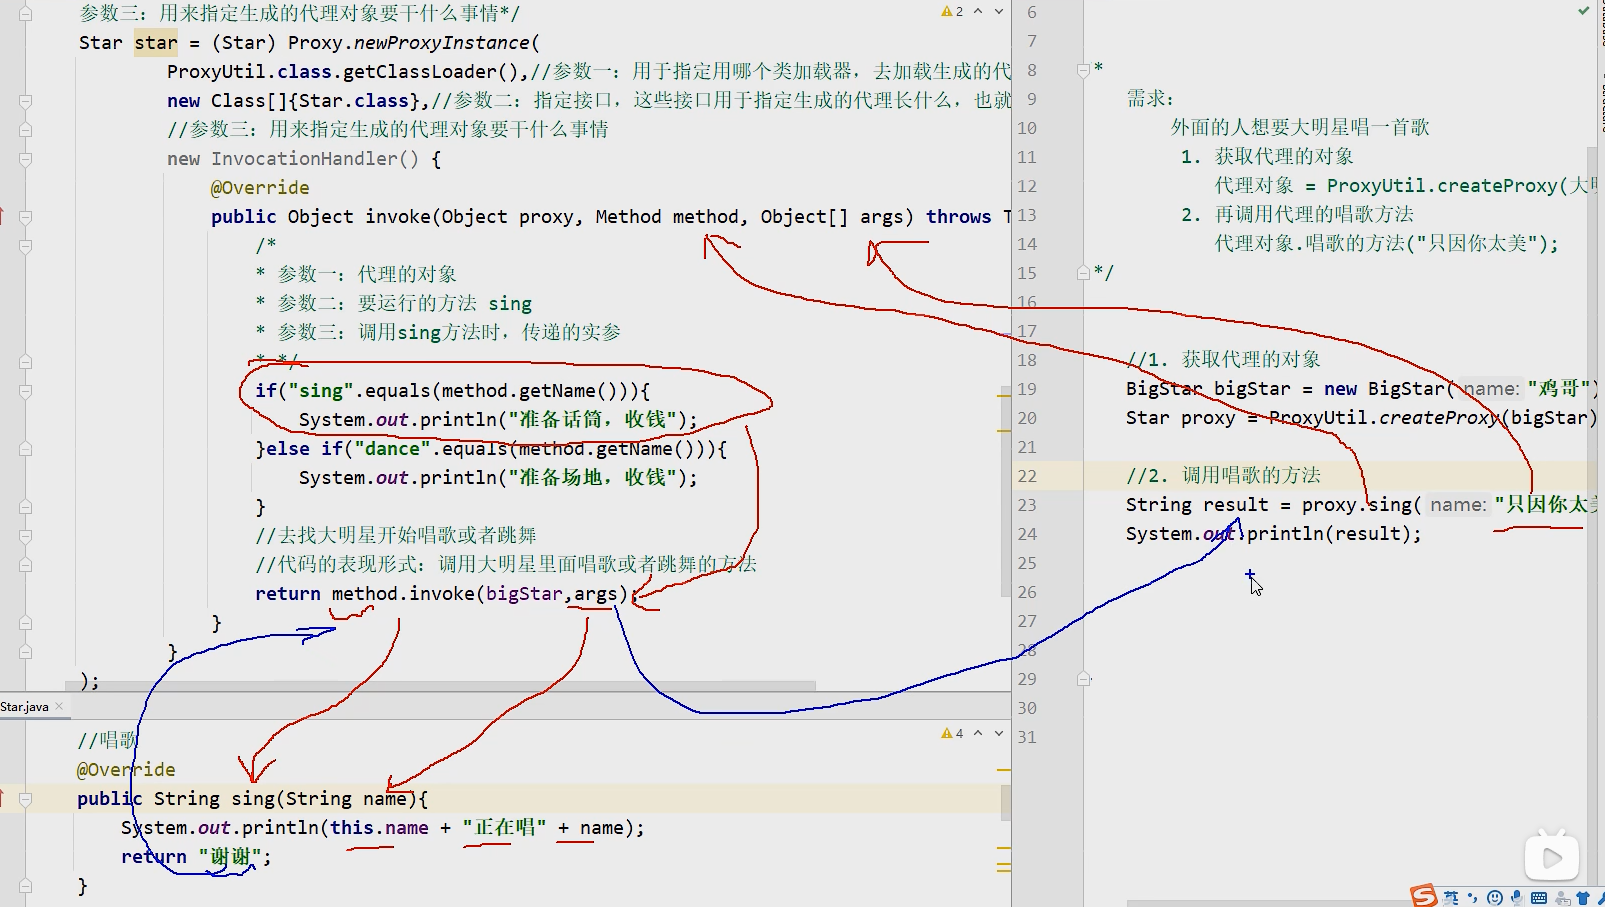 参数三：用来指定生成的代理对象要干什么事情*/
Star star = (Star) Proxy.newProxyInstance(
ProxyUtil.class.getClassLoader(),//参数一：用于指定用哪个类加载器，去加载生成的代
new Class[]{Star.class},//参数二：指定接口，这些接口用于指定生成的代理长什么，也就
//参数三：用来指定生成的代理对象要干什么事情
new InvocationHandler() {
@Override
public Object invoke(Object proxy, Method method, Object[] args) throws T
/*
* 参数一：代理的对象
* 参数二：要运行的方法 sing
* 参数三：调用sing方法时，传递的实参
* */
if("sing".equals(method.getName())){
System.out.println("准备话筒，收钱");
}else if("dance".equals(method.getName())){
System.out.println("准备场地，收钱");
}
//去找大明星开始唱歌或者跳舞
//代码的表现形式：调用大明星里面唱歌或者跳舞的方法
return method.invoke(bigStar,args);
}
}
);
2
Star.java
//唱歌
@Override
public String sing(String name){
System.out.println(this.name + "正在唱" + name);
return "谢谢";
}
4
6
7
8 *
9 需求：
10 外面的人想要大明星唱一首歌
11 1. 获取代理的对象
12 代理对象 = ProxyUtil.createProxy(大明
13 2. 再调用代理的唱歌方法
14 代理对象.唱歌的方法("只因你太美");
15 */
16
17
18 //1. 获取代理的对象
19 BigStar bigStar = new BigStar( name: "鸡哥")
20 Star proxy = ProxyUtil.createProxy(bigStar)
21
22 //2. 调用唱歌的方法
23 String result = proxy.sing( name: "只因你太美
24 System.out.println(result);
25
26
27
28
29
30
31
英